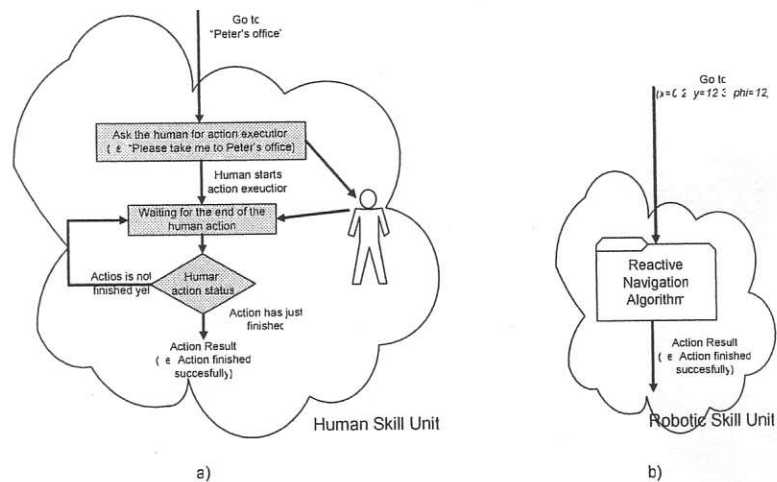 Go to
"Peter's office"
Ask the human for action execution
(i.e. "Please take me to Peter's office)
Human starts
action exeuction
Waiting for the end of the
human action
Actios is not
finished yet
Human
action status
Action has just
finished
Action Result
(i.e. Action finished
succesfully)
Human Skill Unit
a)
Go to
y=12.3, phi=12,
Reactive
Navigation
Algorithm
Action Result
(i.e. Action finished
succesfully)
Robotic Skill Unit
b)